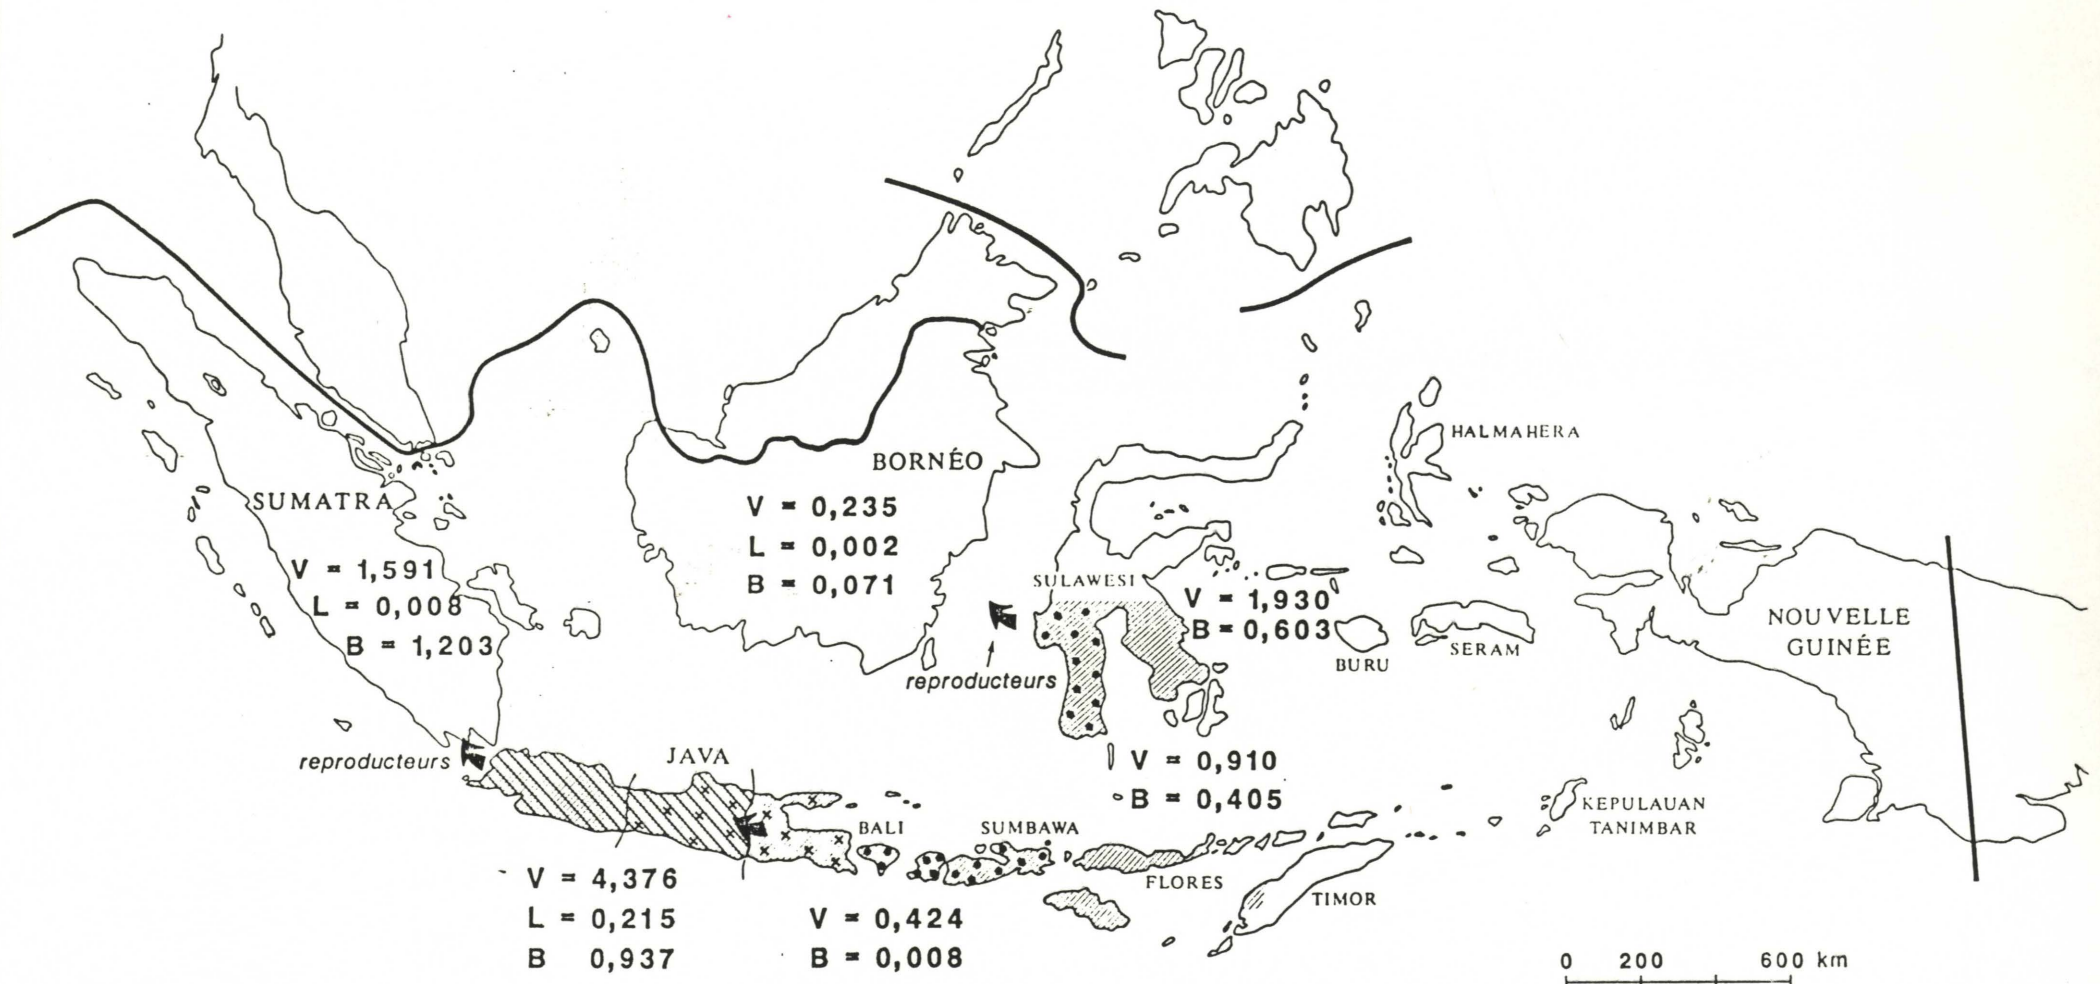 HALMAHERA
BORNÉO
V = 0,235
L = 0,002
B = 0,071
SUMATRA
V = 1,591
L = 0,008
B = 1,203
SULAWESI
V = 1,930
B = 0,603
reproducteurs
BURU
SERAM
NOUVELLE
GUINÉE
reproducteurs
JAVA
V = 0,910
B = 0,405
BALI
SUMBAWA
FLORES
TIMOR
KEPULAUAN
TANIMBAR
V = 4,376
L = 0,215
B 0,937
V = 0,424
B = 0,008
0 200 600 km